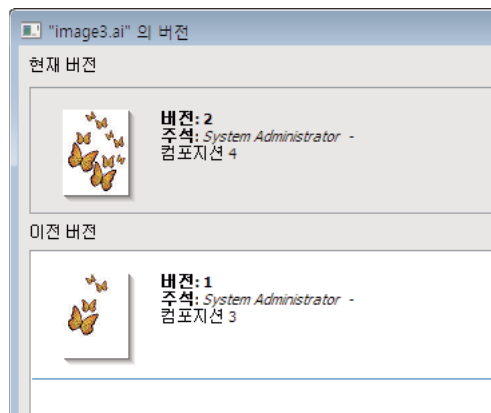 "image3.ai" 의 버전
현재 버전
버전: 2
주석: System Administrator -
컴포지션 4
이전 버전
버전: 1
주석: System Administrator -
컴포지션 3